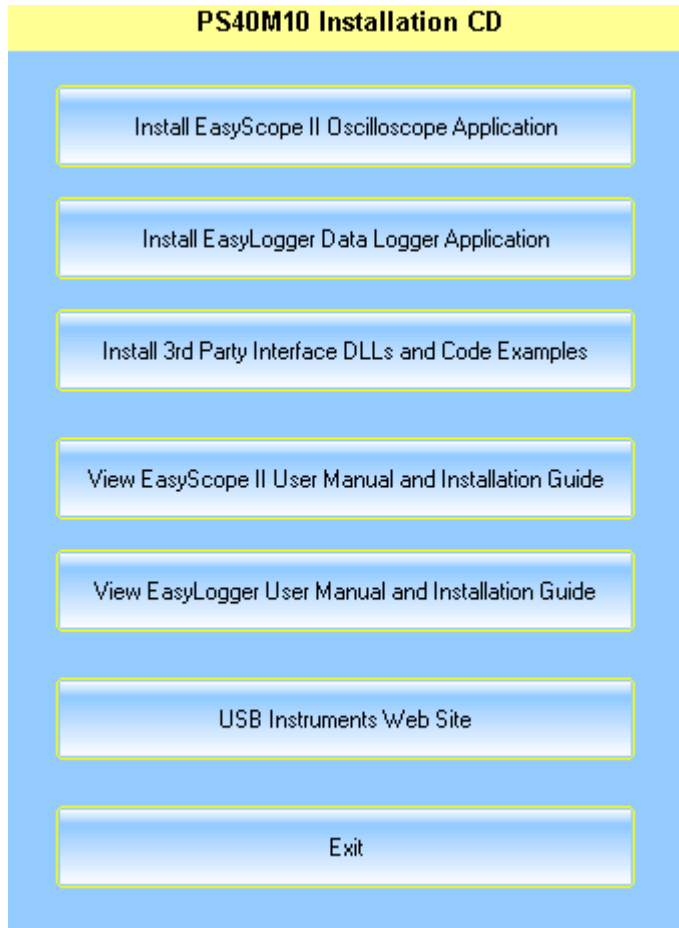 PS40M10 Installation CD
Install EasyScope II Oscilloscope Application
Install EasyLogger Data Logger Application
Install 3rd Party Interface DLLs and Code Examples
View EasyScope II User Manual and Installation Guide
View EasyLogger User Manual and Installation Guide
USB Instruments Web Site
Exit